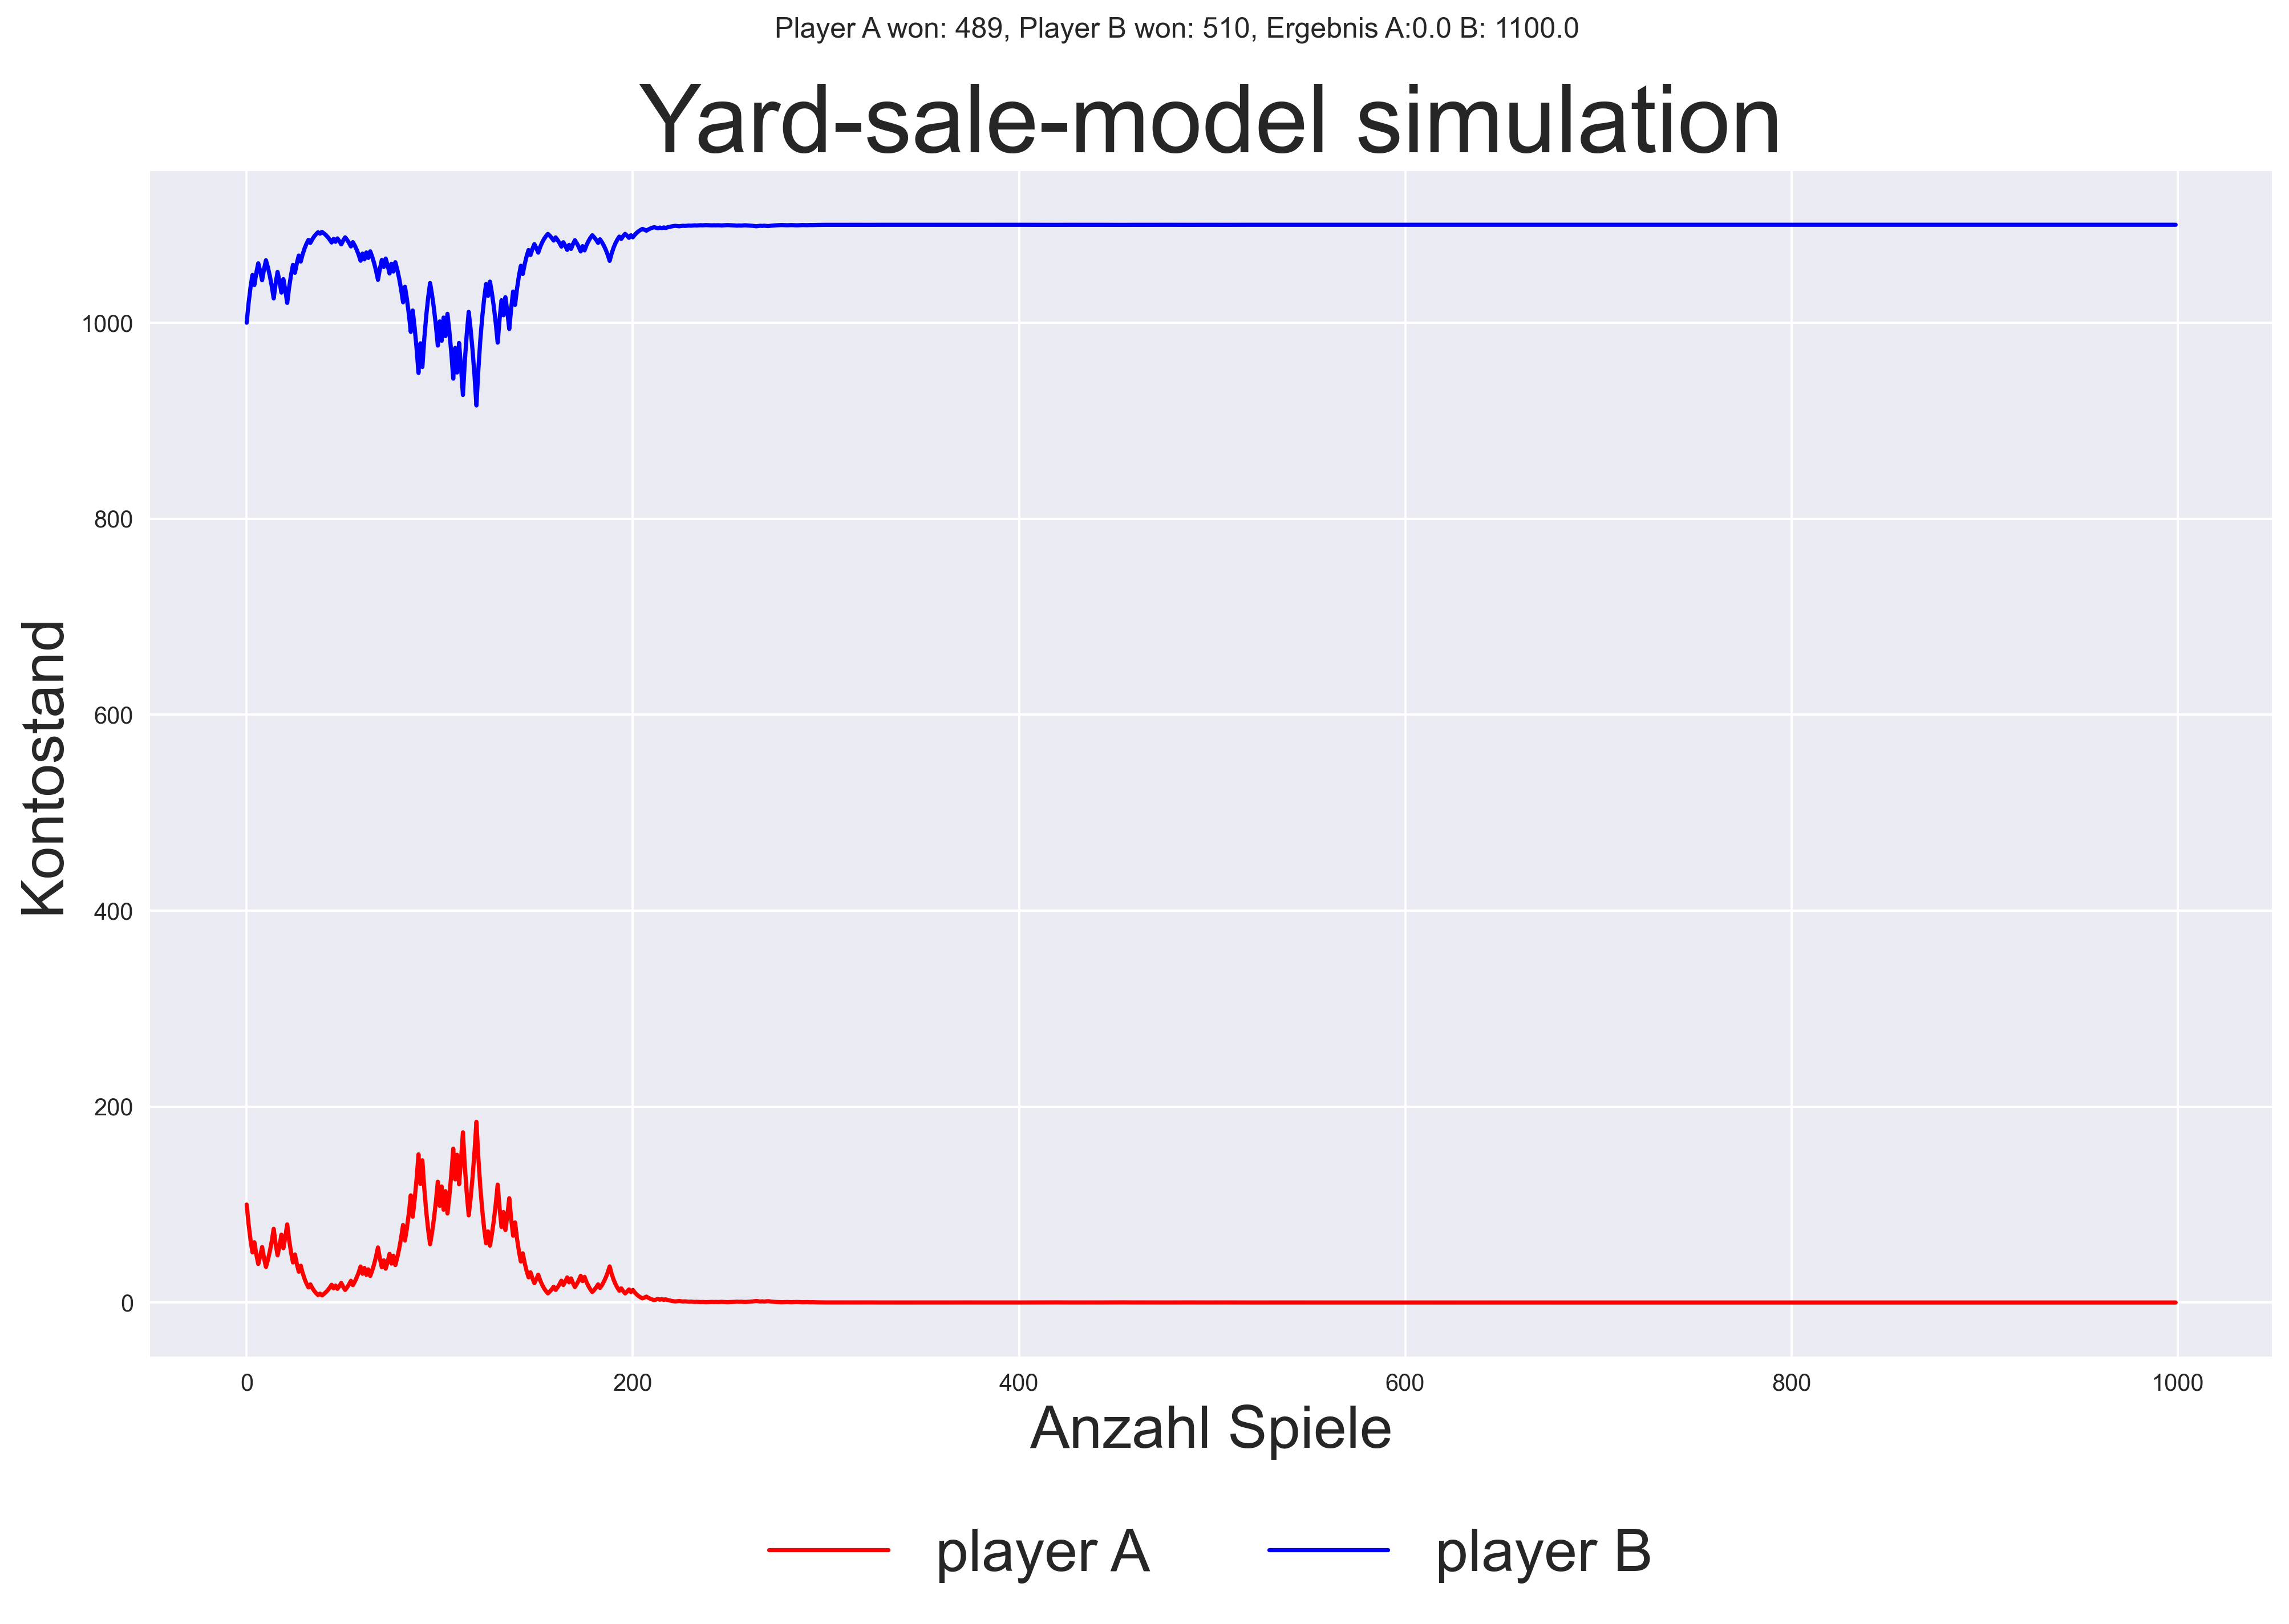 Player A won: 489, Player B won: 510, Ergebnis A:0.0 B: 1100.0
Yard-sale-model simulation
Kontostand
1000
800
600
400
200
0
0 200 400 600 800 1000
Anzahl Spiele
player A player B